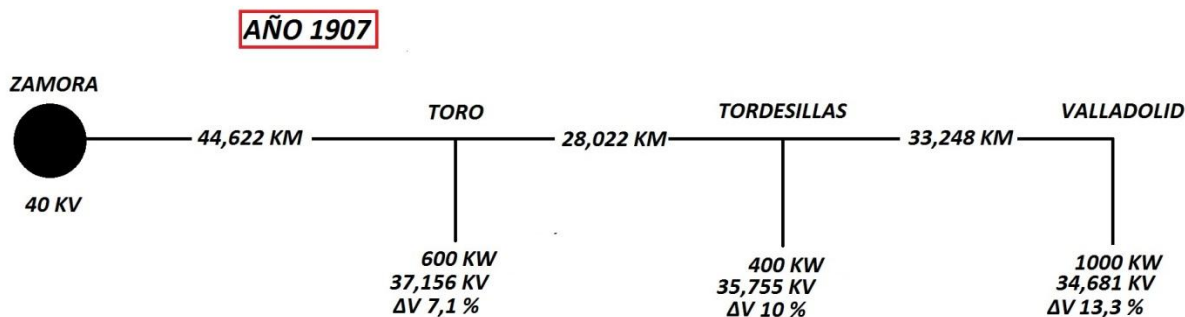 AÑO 1907
ZAMORA
TORO
TORDESILLAS
VALLADOLID
44,622 KM
28,022 KM
33,248 KM
40 KV
600 KW
37,156 KV
ΔV 7,1 %
400 KW
35,755 KV
ΔV 10 %
1000 KW
34,681 KV
ΔV 13,3 %